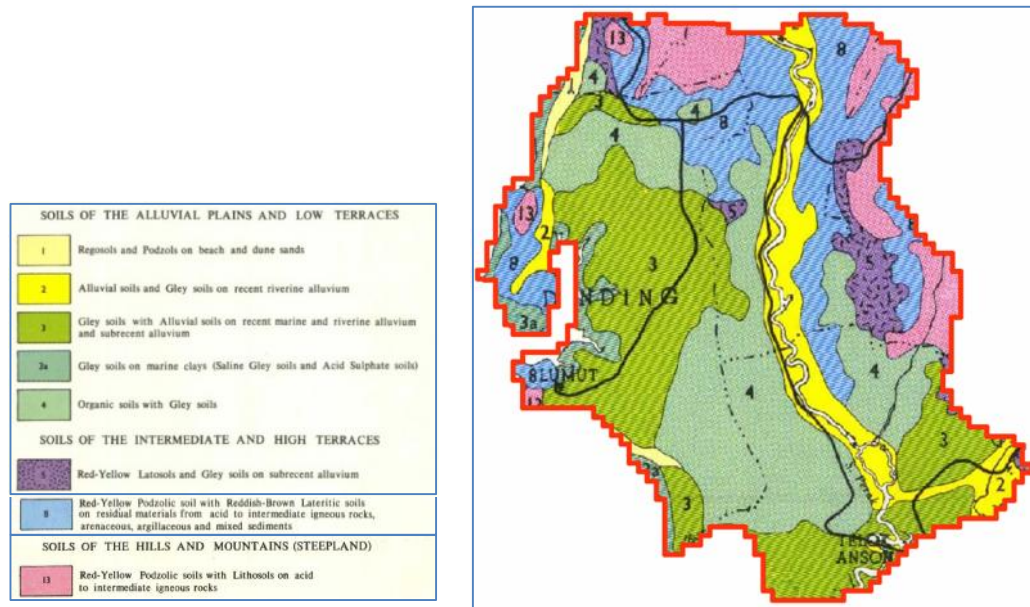 SOILS OF THE ALLUVIAL PLAINS AND LOW TERRACES
1 Regosols and Podzols on beach and dune sands
2 Alluvial soils and Gley soils on recent riverine alluvium
3 Gley soils with Alluvial soils on recent marine and riverine alluvium
and subrecent alluvium
3a Gley soils on marine clays (Saline Gley soils and Acid Sulphate soils)
4 Organic soils with Gley soils
SOILS OF THE INTERMEDIATE AND HIGH TERRACES
5 Red-Yellow Latosols and Gley soils on subrecent alluvium
8 Red-Yellow Podzolic soil with Reddish-Brown Lateritic soils
on residual materials from acid to intermediate igneous rocks,
arenaceous, argillaceous and mixed sediments
SOILS OF THE HILLS AND MOUNTAINS (STEEPLAND)
13 Red-Yellow Podzolic soils with Lithosols on acid
to intermediate igneous rocks
13
8
4
1
3
4
8
4
13
5
2
8
3
5
DINDING
3a
8
LUMUT
4
4
3
2
3
TELOK
ANSON